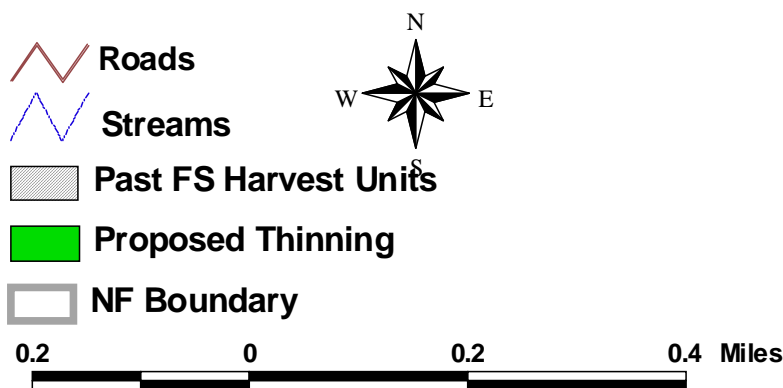 N
Roads
W E
Streams
S
Past FS Harvest Units
Proposed Thinning
NF Boundary
0.2 0 0.2 0.4 Miles